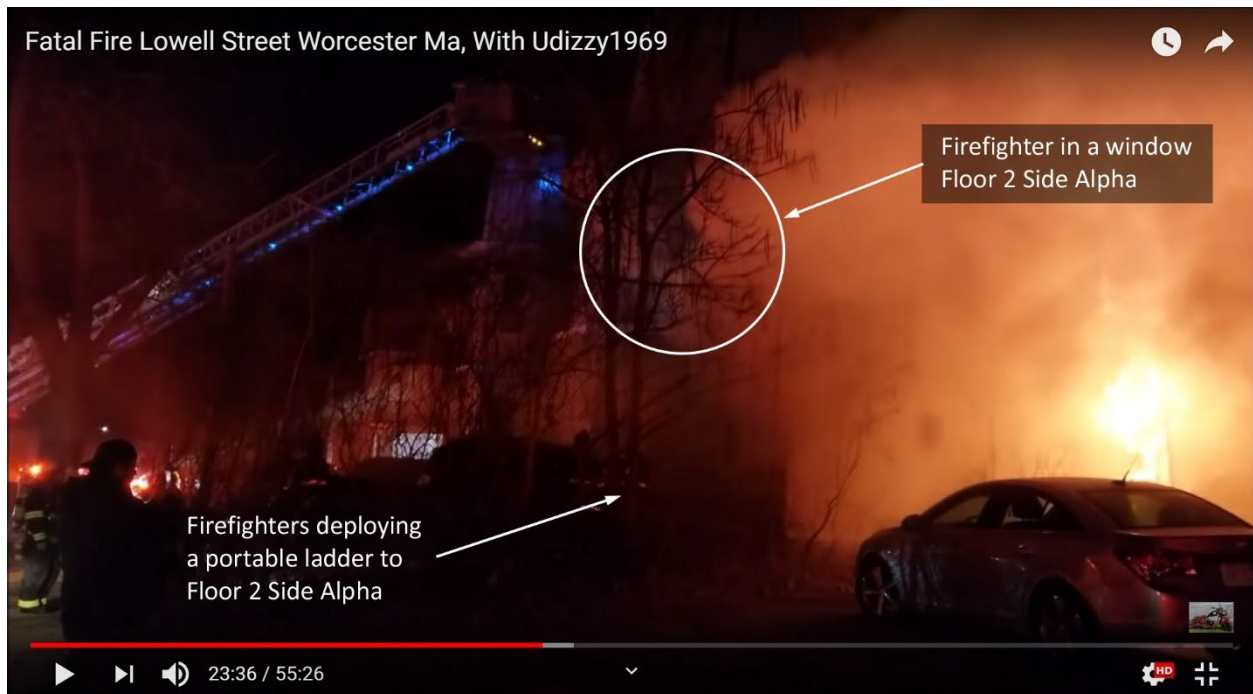 Fatal Fire Lowell Street Worcester Ma, With Udizzy1969
Firefighter in a window
Floor 2 Side Alpha
Firefighters deploying
a portable ladder to
Floor 2 Side Alpha
23:36 / 55:26
HD